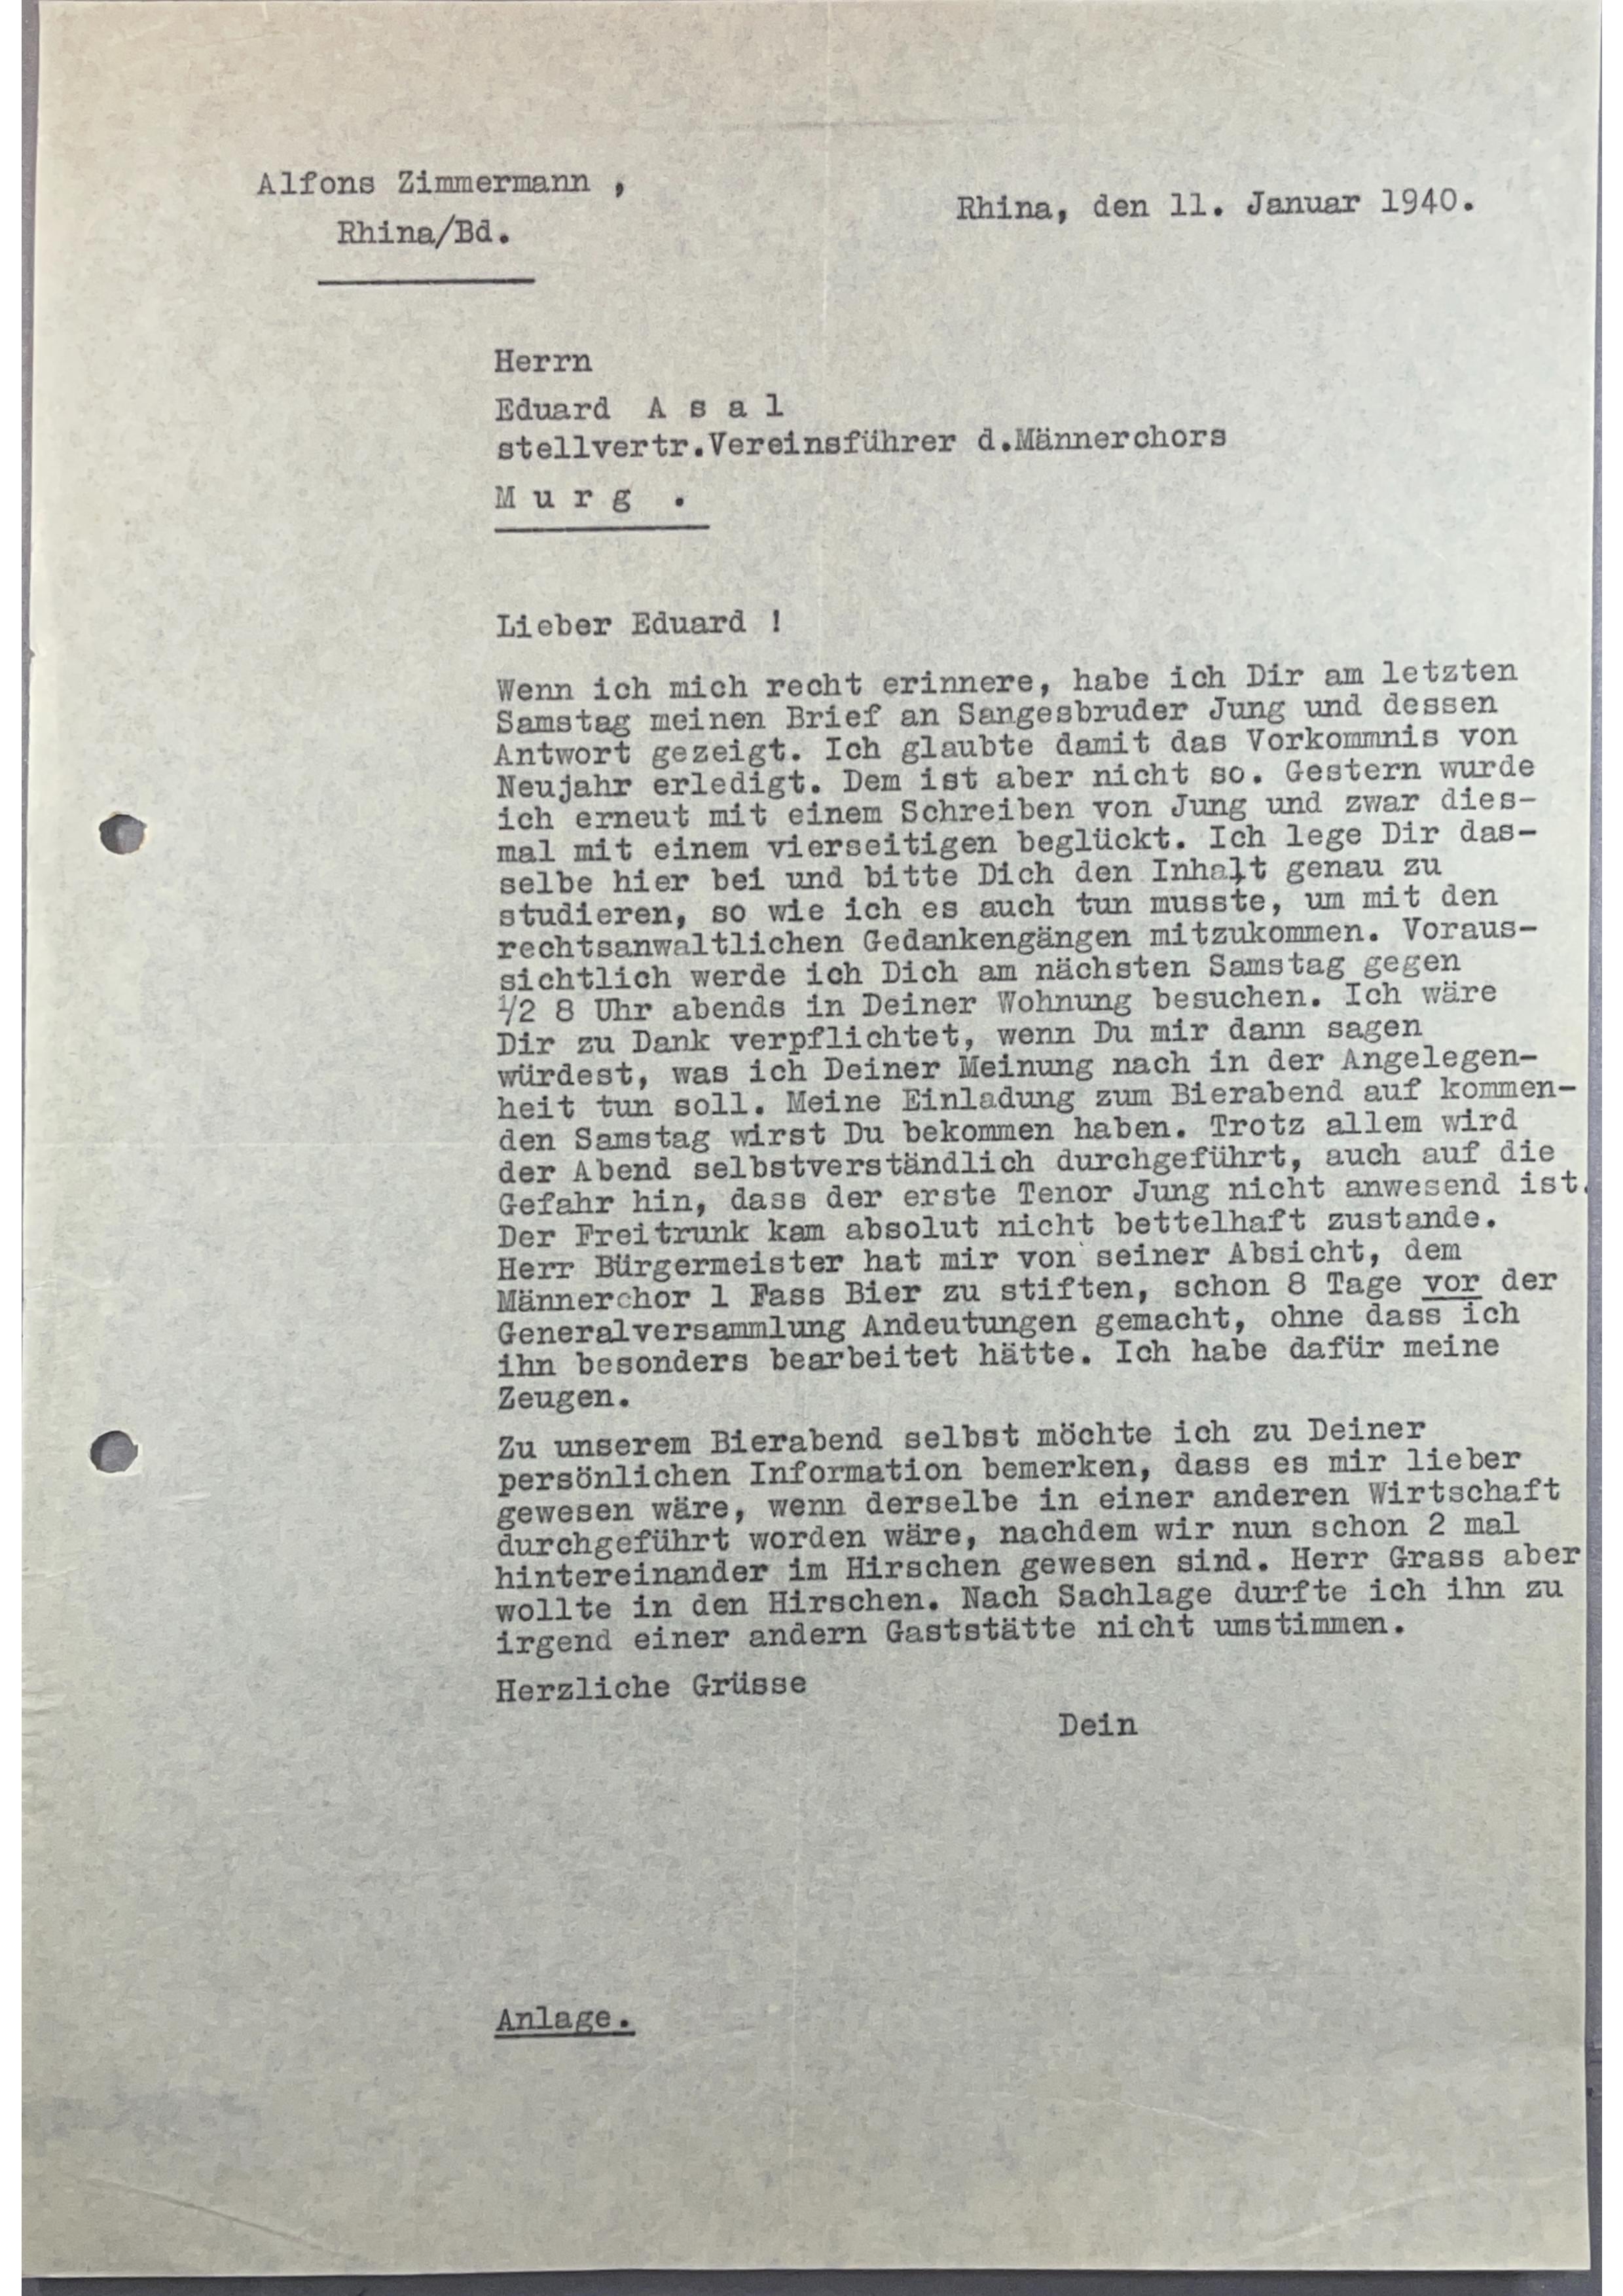 Alfons Zimmermann ,
Rhina/Bd.
Rhina, den 11. Januar 1940.
Herrn
Eduard A s a l
stellvertr.Vereinsführer d.Männerchors
M u r g .
Lieber Eduard !
Wenn ich mich recht erinnere, habe ich Dir am letzten
Samstag meinen Brief an Sangesbruder Jung und dessen
Antwort gezeigt. Ich glaubte damit das Vorkommnis von
Neujahr erledigt. Dem ist aber nicht so. Gestern wurde
ich erneut mit einem Schreiben von Jung und zwar dies-
mal mit einem vierseitigen beglückt. Ich lege Dir das-
selbe hier bei und bitte Dich den Inhalt genau zu
studieren, so wie ich es auch tun musste, um mit den
rechtsanwaltlichen Gedankengängen mitzukommen. Voraus-
sichtlich werde ich Dich am nächsten Samstag gegen
1/2 8 Uhr abends in Deiner Wohnung besuchen. Ich wäre
Dir zu Dank verpflichtet, wenn Du mir dann sagen
würdest, was ich Deiner Meinung nach in der Angelegen-
heit tun soll. Meine Einladung zum Bierabend auf kommen-
den Samstag wirst Du bekommen haben. Trotz allem wird
der Abend selbstverständlich durchgeführt, auch auf die
Gefahr hin, dass der erste Tenor Jung nicht anwesend ist.
Der Freitrunk kam absolut nicht bettelhaft zustande.
Herr Bürgermeister hat mir von seiner Absicht, dem
Männerchor 1 Fass Bier zu stiften, schon 8 Tage vor der
Generalversammlung Andeutungen gemacht, ohne dass ich
ihn besonders bearbeitet hätte. Ich habe dafür meine
Zeugen.
Zu unserem Bierabend selbst möchte ich zu Deiner
persönlichen Information bemerken, dass es mir lieber
gewesen wäre, wenn derselbe in einer anderen Wirtschaft
durchgeführt worden wäre, nachdem wir nun schon 2 mal
hintereinander im Hirschen gewesen sind. Herr Grass aber
wollte in den Hirschen. Nach Sachlage durfte ich ihn zu
irgend einer andern Gaststätte nicht umstimmen.
Herzliche Grüsse
Dein
Anlage.